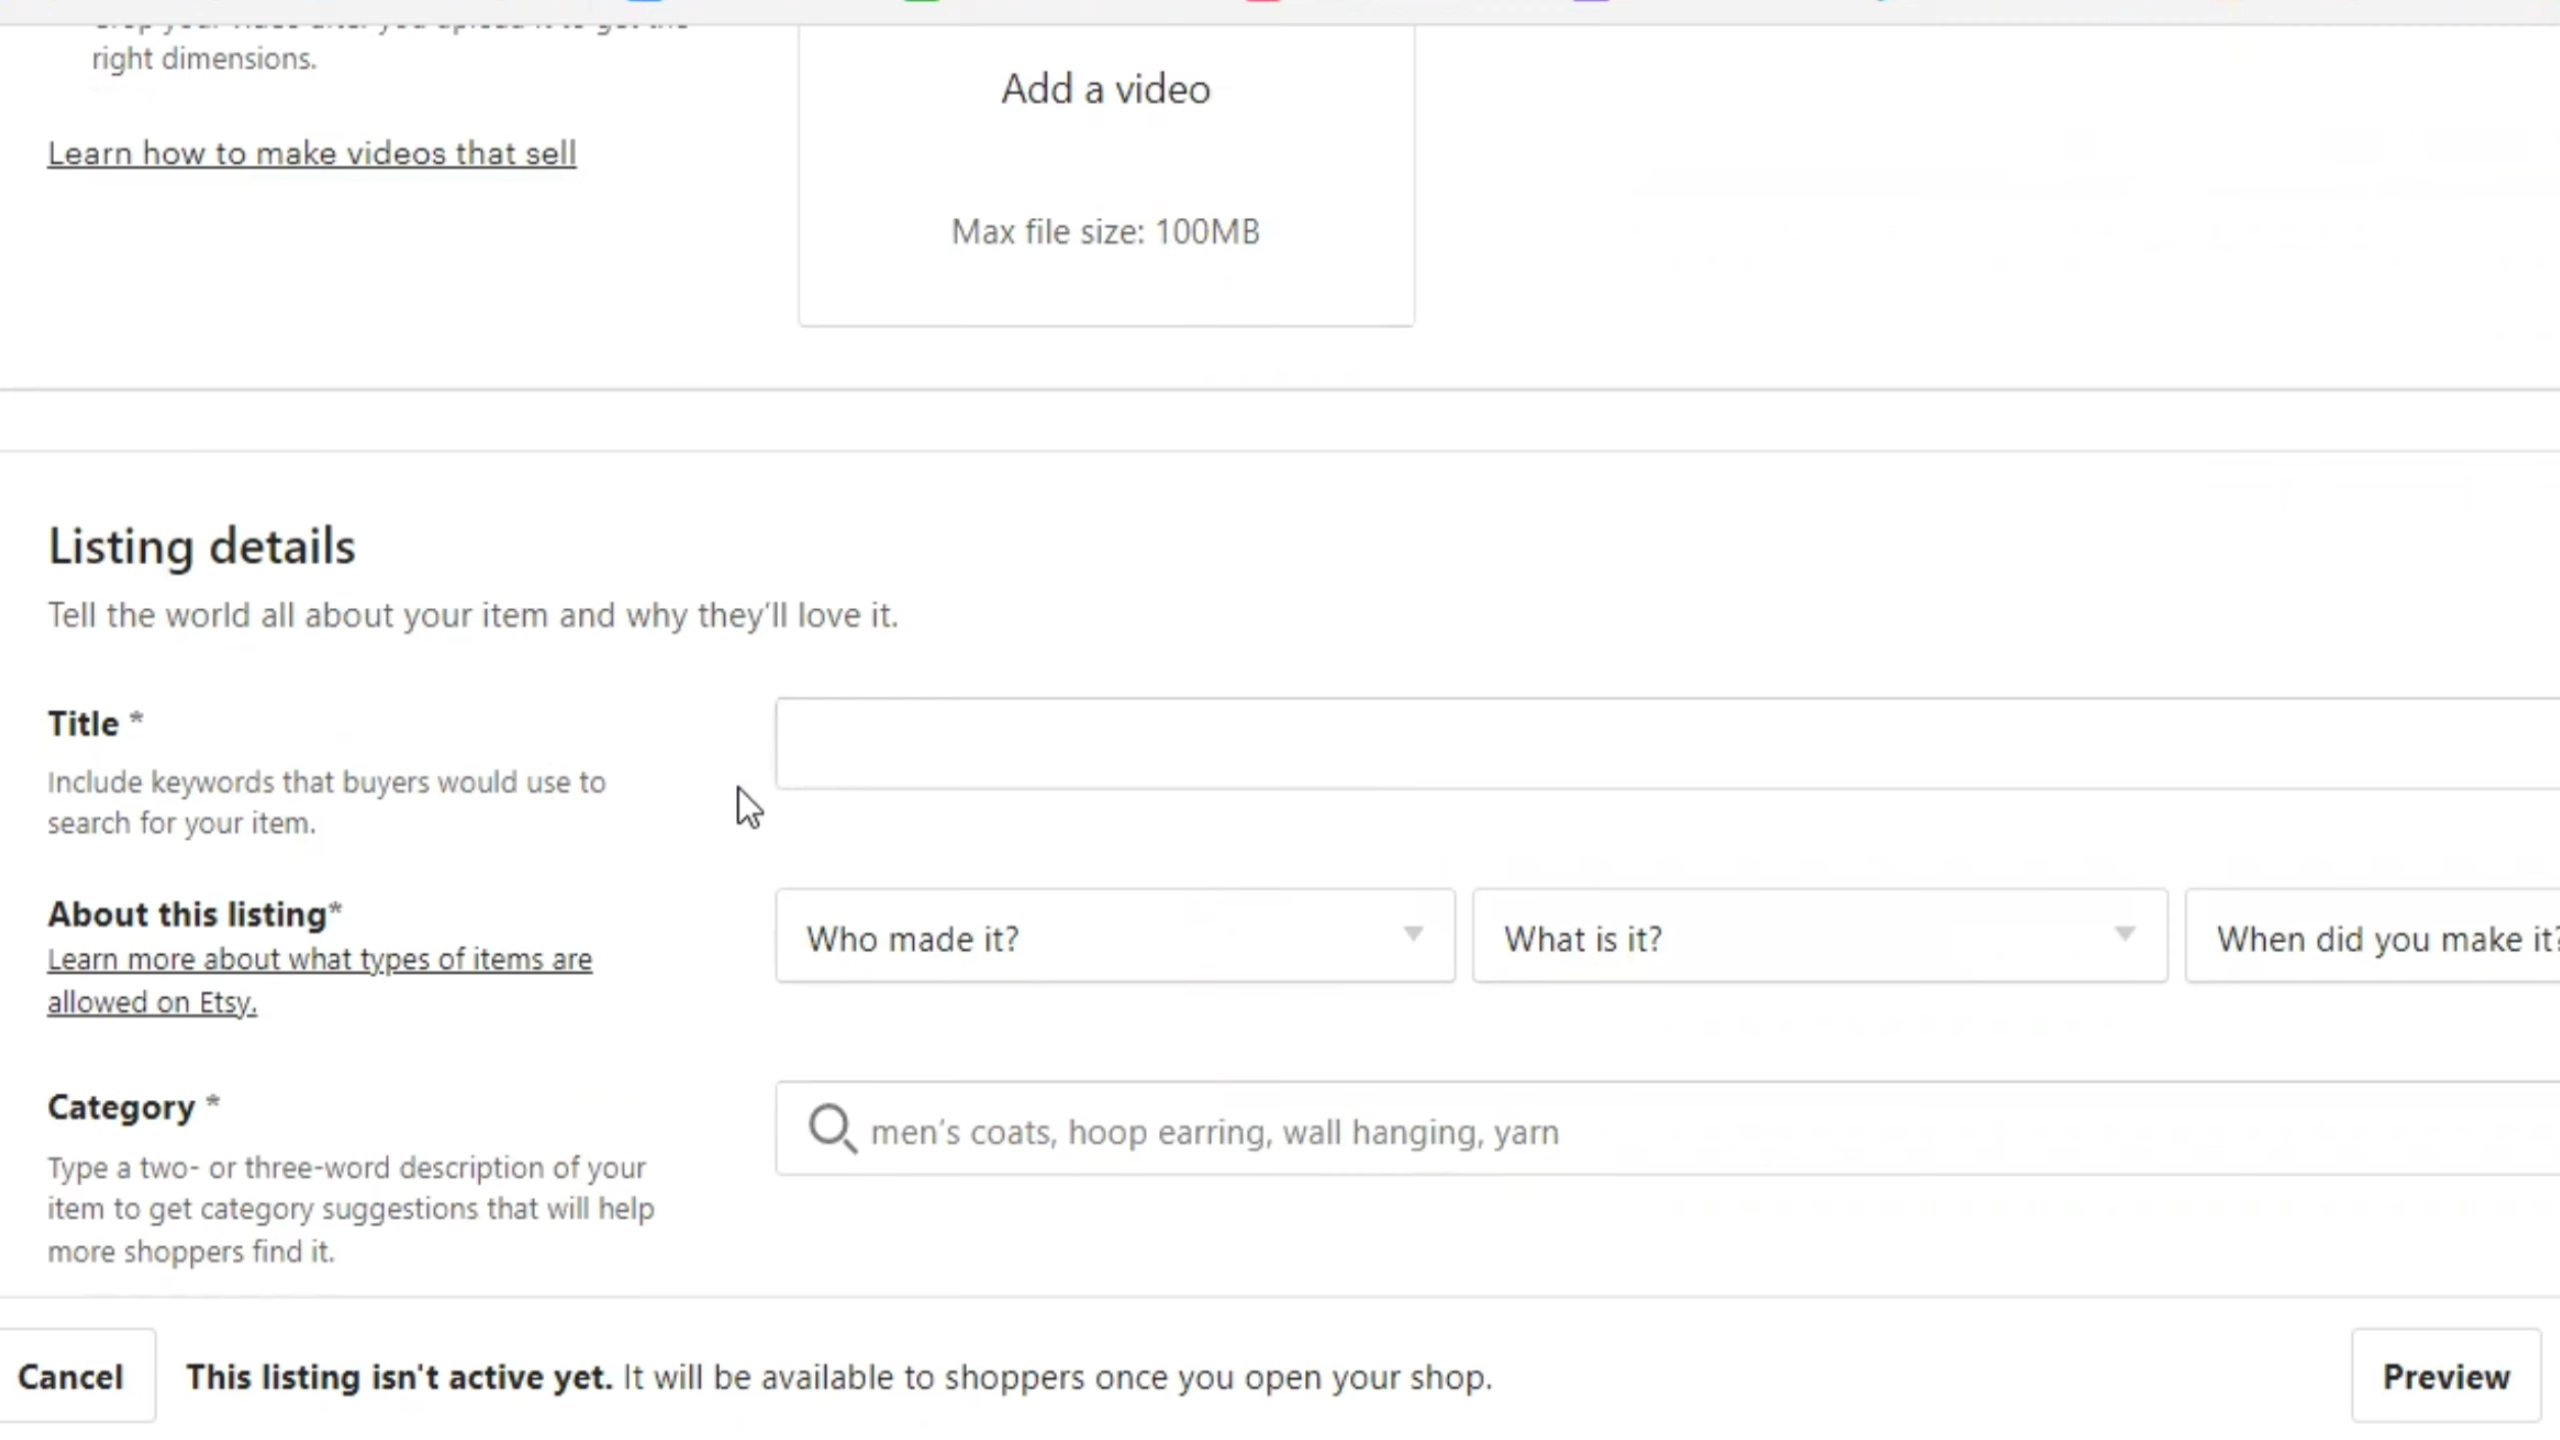 right dimensions.
Add a video
Learn how to make videos that sell
Max file size: 100MB
Listing details
Tell the world all about your item and why they'll love it.
Title *
Include keywords that buyers would use to
search for your item.
About this listing*
Learn more about what types of items are
allowed on Etsy.
Who made it?
What is it?
When did you make it?
Category *
Type a two- or three-word description of your
item to get category suggestions that will help
more shoppers find it.
men's coats, hoop earring, wall hanging, yarn
Cancel
This listing isn't active yet. It will be available to shoppers once you open your shop.
Preview